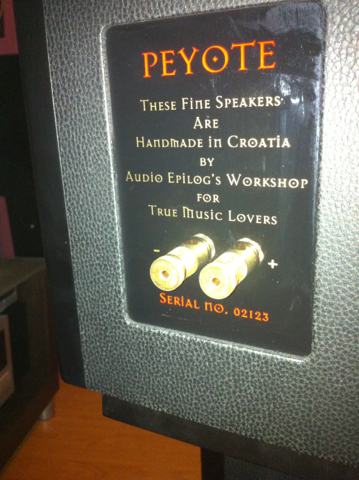 PEYOTE
THESE FINE SPEAKERS
ARE
HANDMADE IN CROATIA
BY
AUDIO EPILOG'S WORKSHOP
FOR
TRUE MUSIC LOVERS
- +
SERIAL NO. 02123